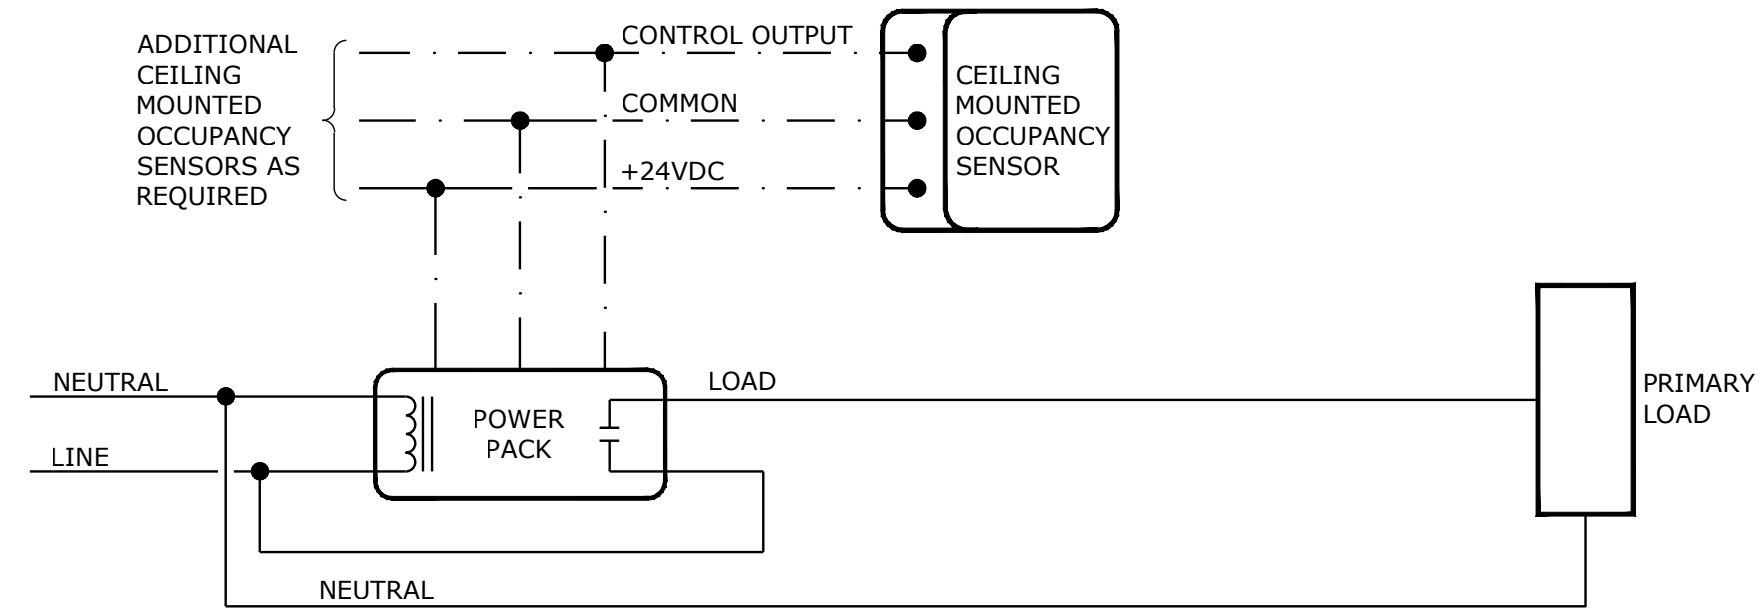 ADDITIONAL
CEILING
MOUNTED
OCCUPANCY
SENSORS AS
REQUIRED
CONTROL OUTPUT
COMMON
+24VDC
CEILING
MOUNTED
OCCUPANCY
SENSOR
NEUTRAL
LINE
POWER
PACK
LOAD
PRIMARY
LOAD
NEUTRAL